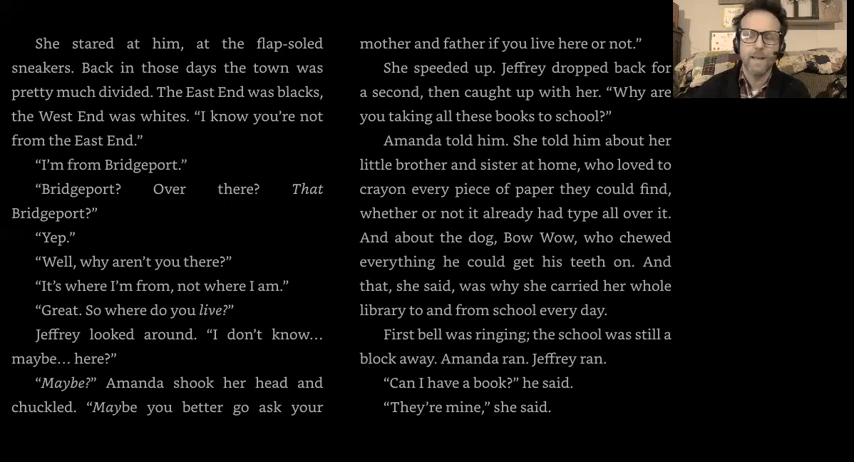 She stared at him, at the flap-soled
sneakers. Back in those days the town was
pretty much divided. The East End was blacks,
the West End was whites. “I know you’re not
from the East End.”
“I’m from Bridgeport.”
“Bridgeport? Over there? That
Bridgeport?”
“Yep.”
“Well, why aren’t you there?”
“It’s where I’m from, not where I am.”
“Great. So where do you live?”
Jeffrey looked around. “I don’t know…
maybe… here?”
“Maybe?” Amanda shook her head and
chuckled. “Maybe you better go ask your
mother and father if you live here or not.”
She speeded up. Jeffrey dropped back for
a second, then caught up with her. “Why are
you taking all these books to school?”
Amanda told him. She told him about her
little brother and sister at home, who loved to
crayon every piece of paper they could find,
whether or not it already had type all over it.
And about the dog, Bow Wow, who chewed
everything he could get his teeth on. And
that, she said, was why she carried her whole
library to and from school every day.
First bell was ringing; the school was still a
block away. Amanda ran. Jeffrey ran.
“Can I have a book?” he said.
“They’re mine,” she said.